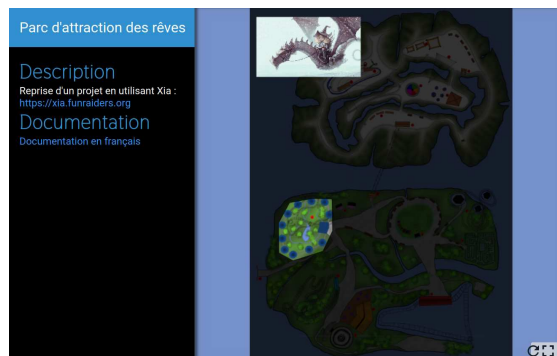 Parc d'attraction des rêves
Description
Reprise d'un projet en utilisant Xia :
https://xia.funraiders.org
Documentation
Documentation en français